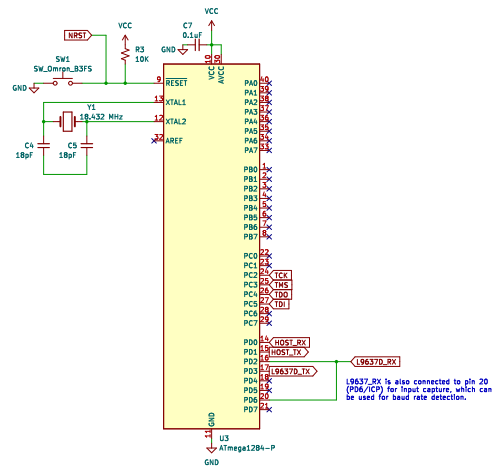 VCC
NRST
VCC
C7
0.1uF
GND
R3
10K
SW1
SW_Omron_B3FS
GND
10
30
VCC
AVCC
9
RESET
13
XTAL1
12
XTAL2
32
AREF
Y1
18.432 MHz
C4
18pF
C5
18pF
PA0
40
PA1
39
PA2
38
PA3
37
PA4
36
PA5
35
PA6
34
PA7
33
PB0
1
PB1
2
PB2
3
PB3
4
PB4
5
PB5
6
PB6
7
PB7
8
PC0
22
PC1
23
PC2
24
TCK
PC3
25
TMS
PC4
26
TDO
PC5
27
TDI
PC6
28
PC7
29
PD0
14
HOST_RX
PD1
15
HOST_TX
PD2
16
L9637D_RX
PD3
17
L9637D_TX
PD4
18
PD5
19
PD6
20
PD7
21
L9637_RX is also connected to pin 20
(PD6/ICP) for input capture, which can
be used for baud rate detection.
GND
11
U3
ATmega1284-P
GND